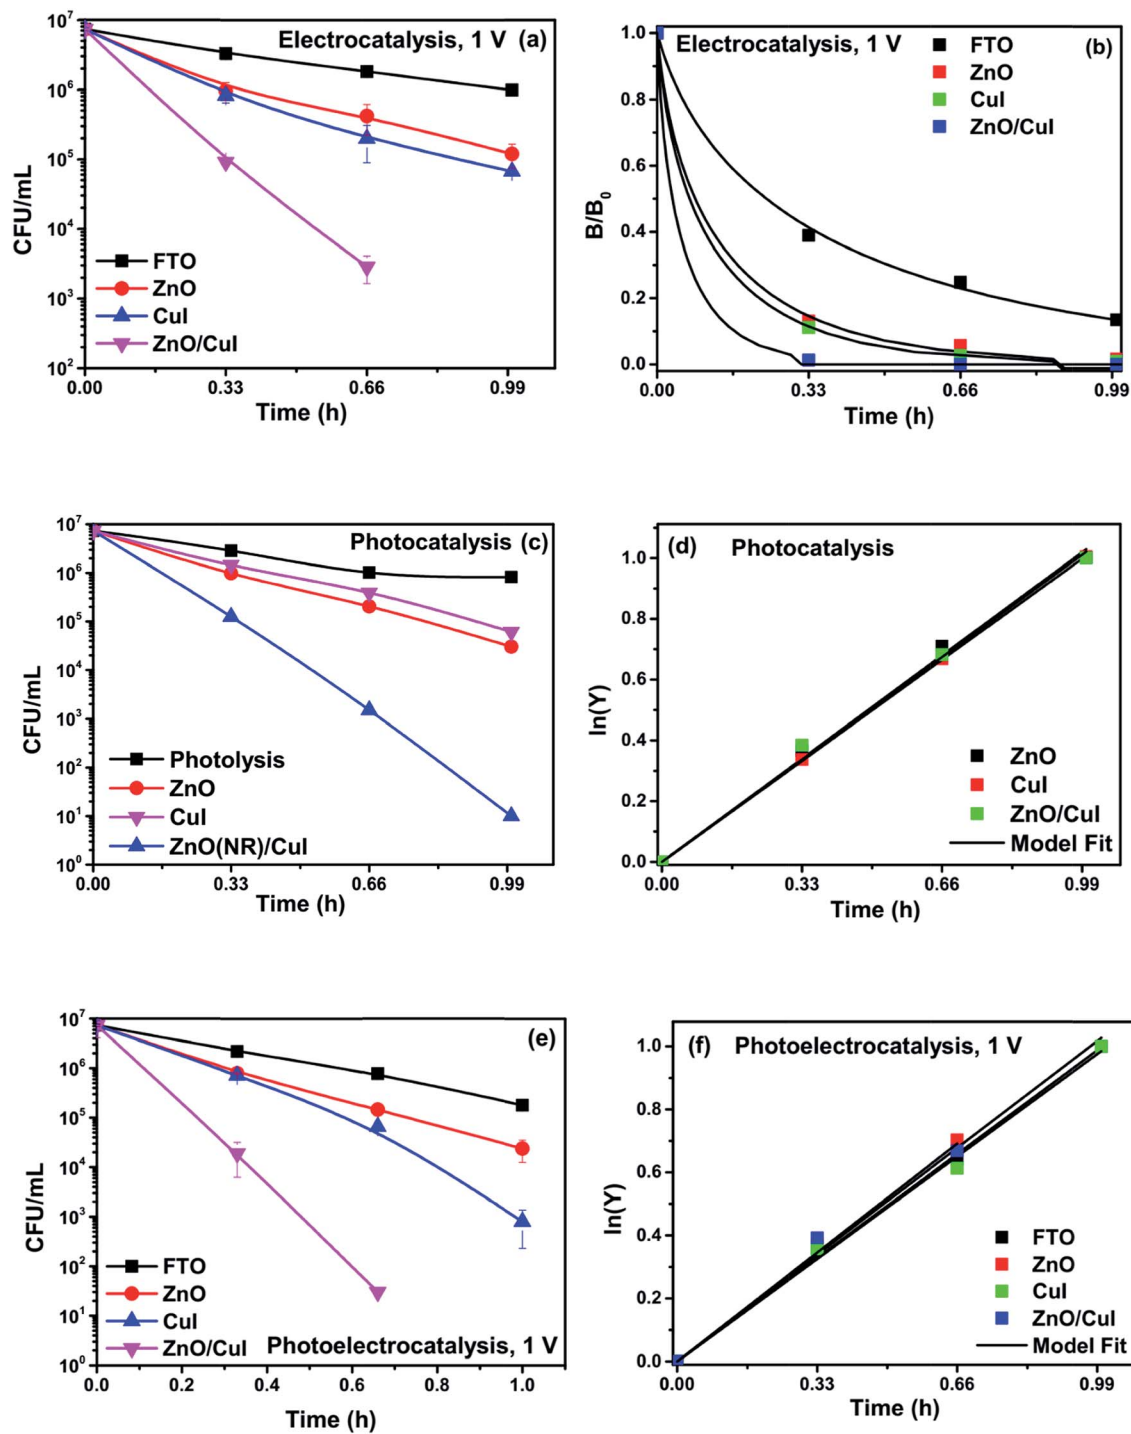 Electrocatalysis, 1 V (a)
10^7
10^6
10^5
10^4
10^3
10^2
CFU/mL
FTO
ZnO
CuI
ZnO/CuI
0.00 0.33 0.66 0.99
Time (h)
Electrocatalysis, 1 V (b)
FTO
ZnO
CuI
ZnO/CuI
1.0
0.8
0.6
0.4
0.2
0.0
B/B₀
0.00 0.33 0.66 0.99
Time (h)
Photocatalysis (c)
10^7
10^6
10^5
10^4
10^3
10^2
10^1
10^0
CFU/mL
Photolysis
ZnO
CuI
ZnO(NR)/CuI
0.00 0.33 0.66 0.99
Time (h)
(d) Photocatalysis
1.0
0.8
0.6
0.4
0.2
0.0
ln(Y)
ZnO
CuI
ZnO/CuI
Model Fit
0.00 0.33 0.66 0.99
Time (h)
(e)
10^7
10^6
10^5
10^4
10^3
10^2
10^1
10^0
CFU/mL
FTO
ZnO
CuI
ZnO/CuI
Photoelectrocatalysis, 1 V
0.0 0.2 0.4 0.6 0.8 1.0
Time (h)
(f) Photoelectrocatalysis, 1 V
1.0
0.8
0.6
0.4
0.2
0.0
ln(Y)
FTO
ZnO
CuI
ZnO/CuI
Model Fit
0.00 0.33 0.66 0.99
Time (h)